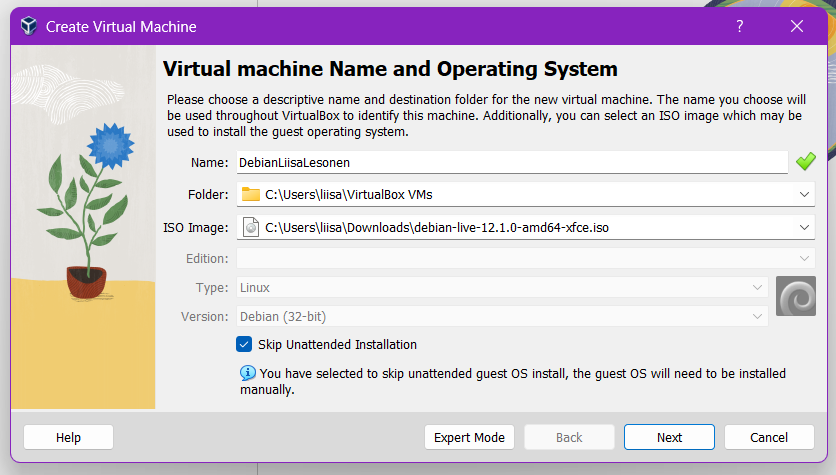 Create Virtual Machine
?
Virtual machine Name and Operating System
Please choose a descriptive name and destination folder for the new virtual machine. The name you choose will
be used throughout VirtualBox to identify this machine. Additionally, you can select an ISO image which may be
used to install the guest operating system.
Name: DebianLiisaLesonen
Folder: C:\Users\liisa\VirtualBox VMs
ISO Image: C:\Users\liisa\Downloads\debian-live-12.1.0-amd64-xfce.iso
Edition:
Type: Linux
Version: Debian (32-bit)
Skip Unattended Installation
You have selected to skip unattended guest OS install, the guest OS will need to be installed
manually.
Help Expert Mode Back Next Cancel